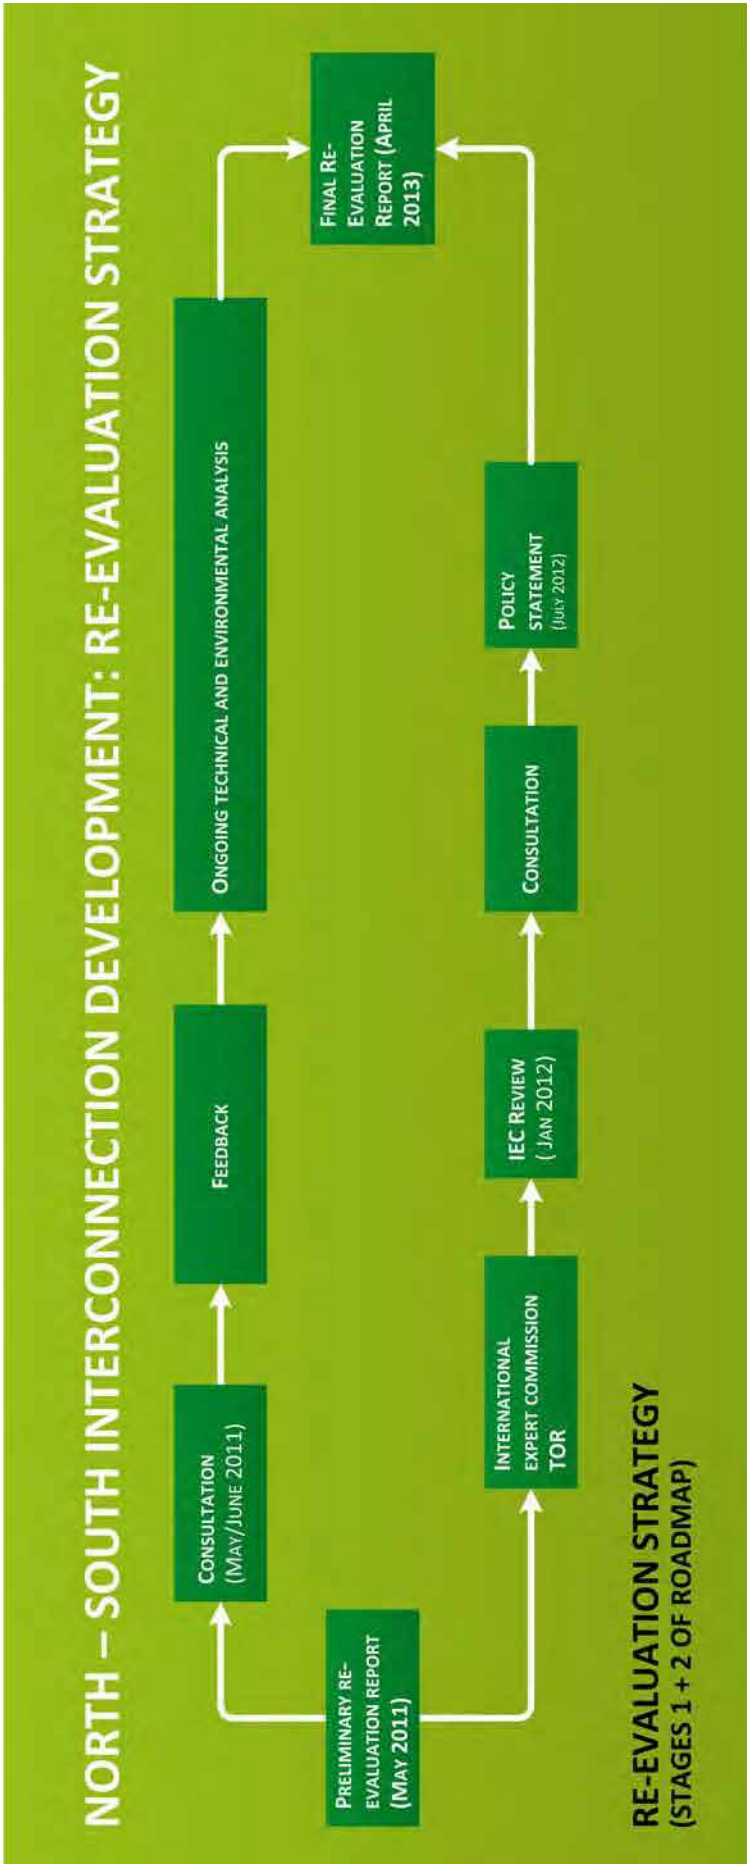 NORTH – SOUTH INTERCONNECTION DEVELOPMENT: RE-EVALUATION STRATEGY
PRELIMINARY RE-
EVALUATION REPORT
(MAY 2011)
CONSULTATION
(MAY/JUNE 2011)
FEEDBACK
ONGOING TECHNICAL AND ENVIRONMENTAL ANALYSIS
INTERNATIONAL
EXPERT COMMISSION
TOR
IEC REVIEW
( JAN 2012)
CONSULTATION
POLICY
STATEMENT
(JULY 2012)
FINAL RE-
EVALUATION
REPORT (APRIL
2013)
RE-EVALUATION STRATEGY
(STAGES 1 + 2 OF ROADMAP)